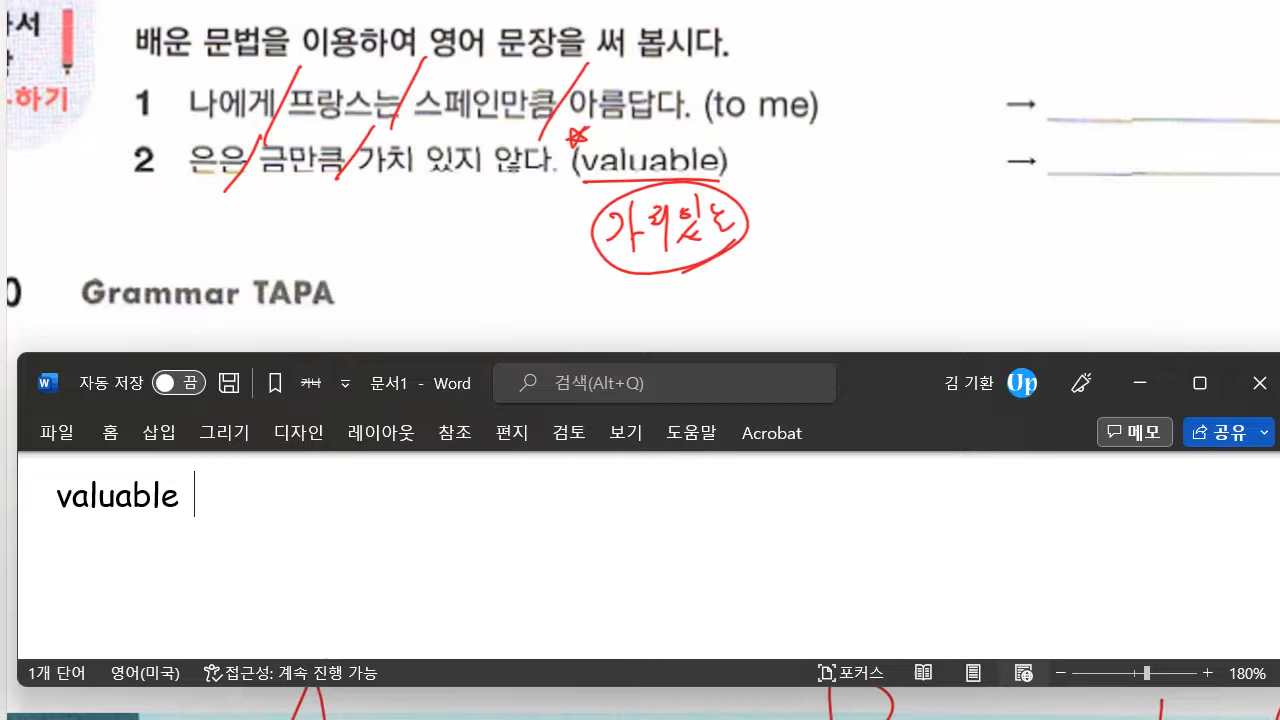 라서
배운 문법을 이용하여 영어 문장을 써 봅시다.
하기
1 나에게 프랑스는 스페인만큼 아름답다. (to me) →
2 은은 금만큼 가치 있지 않다. (valuable) →
가치있는
0 Grammar TAPA
자동 저장 끔 가나 문서1 - Word 검색(Alt+Q) 김 기환 Up
파일 홈 삽입 그리기 디자인 레이아웃 참조 편지 검토 보기 도움말 Acrobat 메모 공유
valuable
1개 단어 영어(미국) 접근성: 계속 진행 가능 포커스 180%